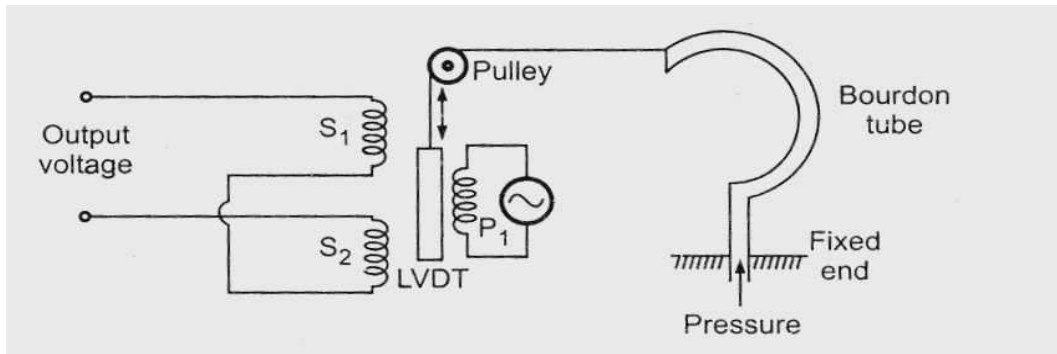 Pulley
Bourdon
tube
Output
voltage
S1
S2
P1
LVDT
Fixed
end
Pressure